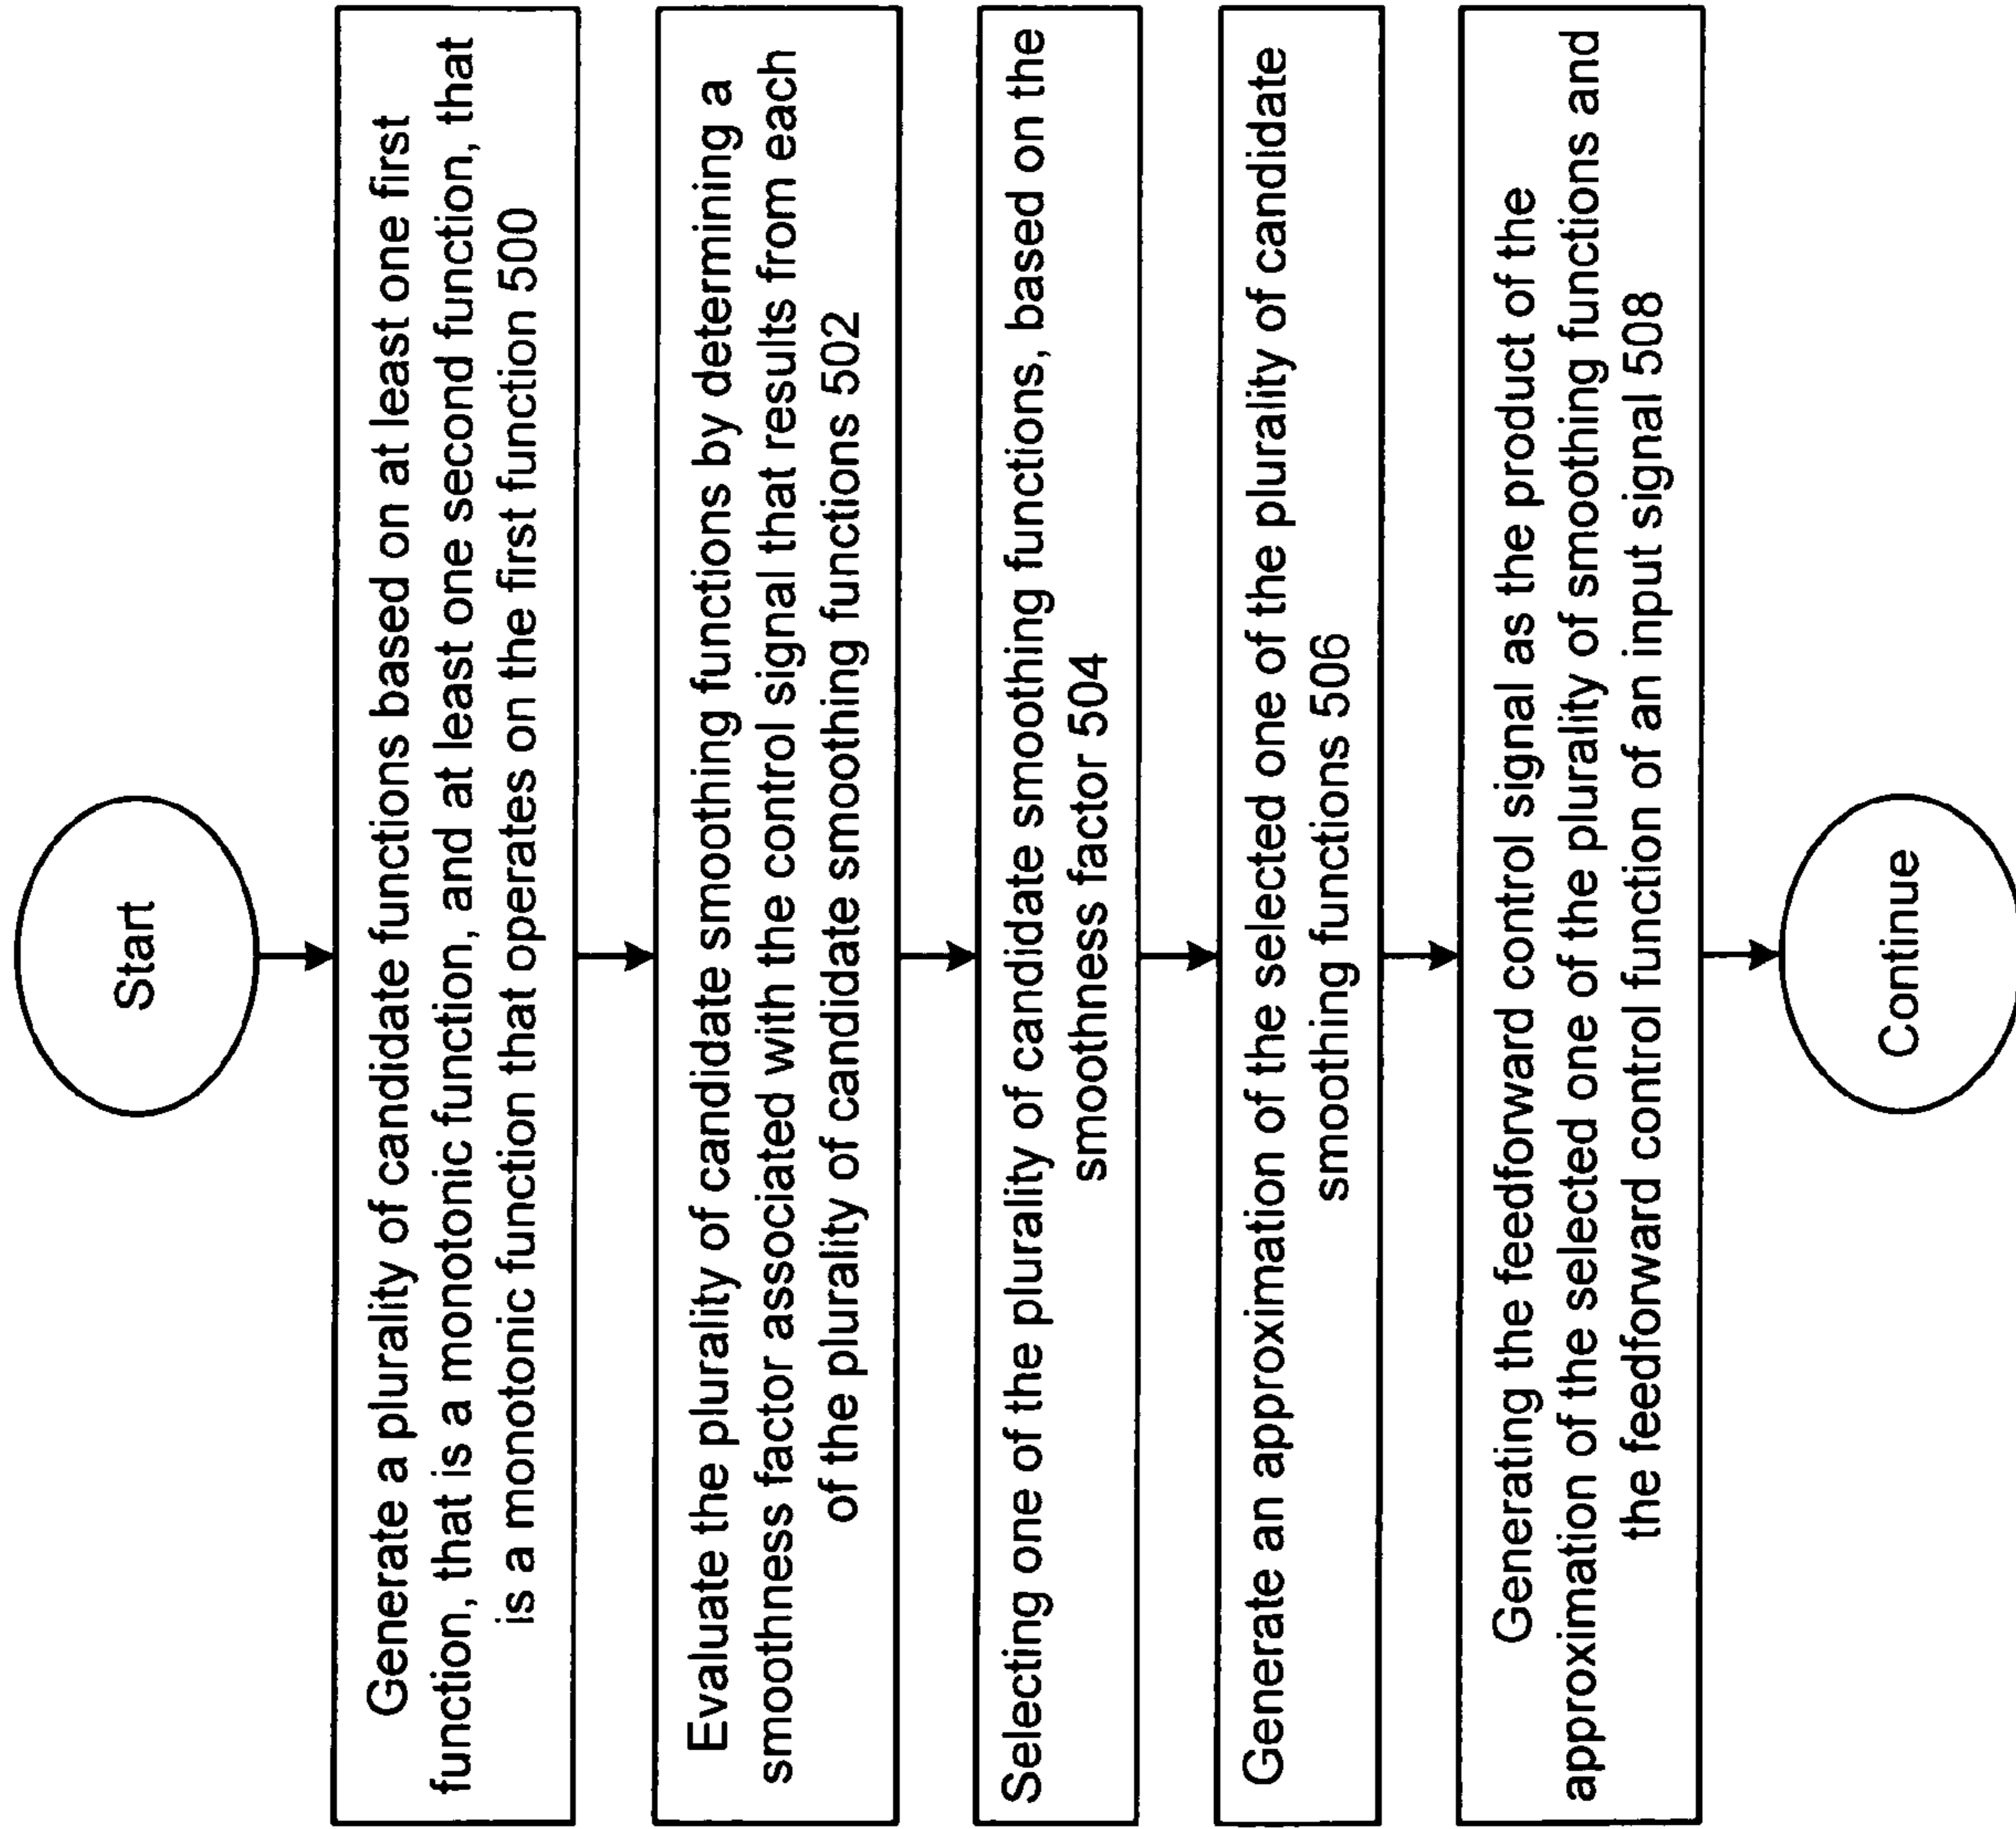 Start
Generate a plurality of candidate functions based on at least one first
function, that is a monotonic function, and at least one second function, that
is a monotonic function that operates on the first function 500
Evaluate the plurality of candidate smoothing functions by determining a
smoothness factor associated with the control signal that results from each
of the plurality of candidate smoothing functions 502
Selecting one of the plurality of candidate smoothing functions, based on the
smoothness factor 504
Generate an approximation of the selected one of the plurality of candidate
smoothing functions 506
Generating the feedforward control signal as the product of the
approximation of the selected one of the plurality of smoothing functions and
the feedforward control function of an input signal 508
Continue